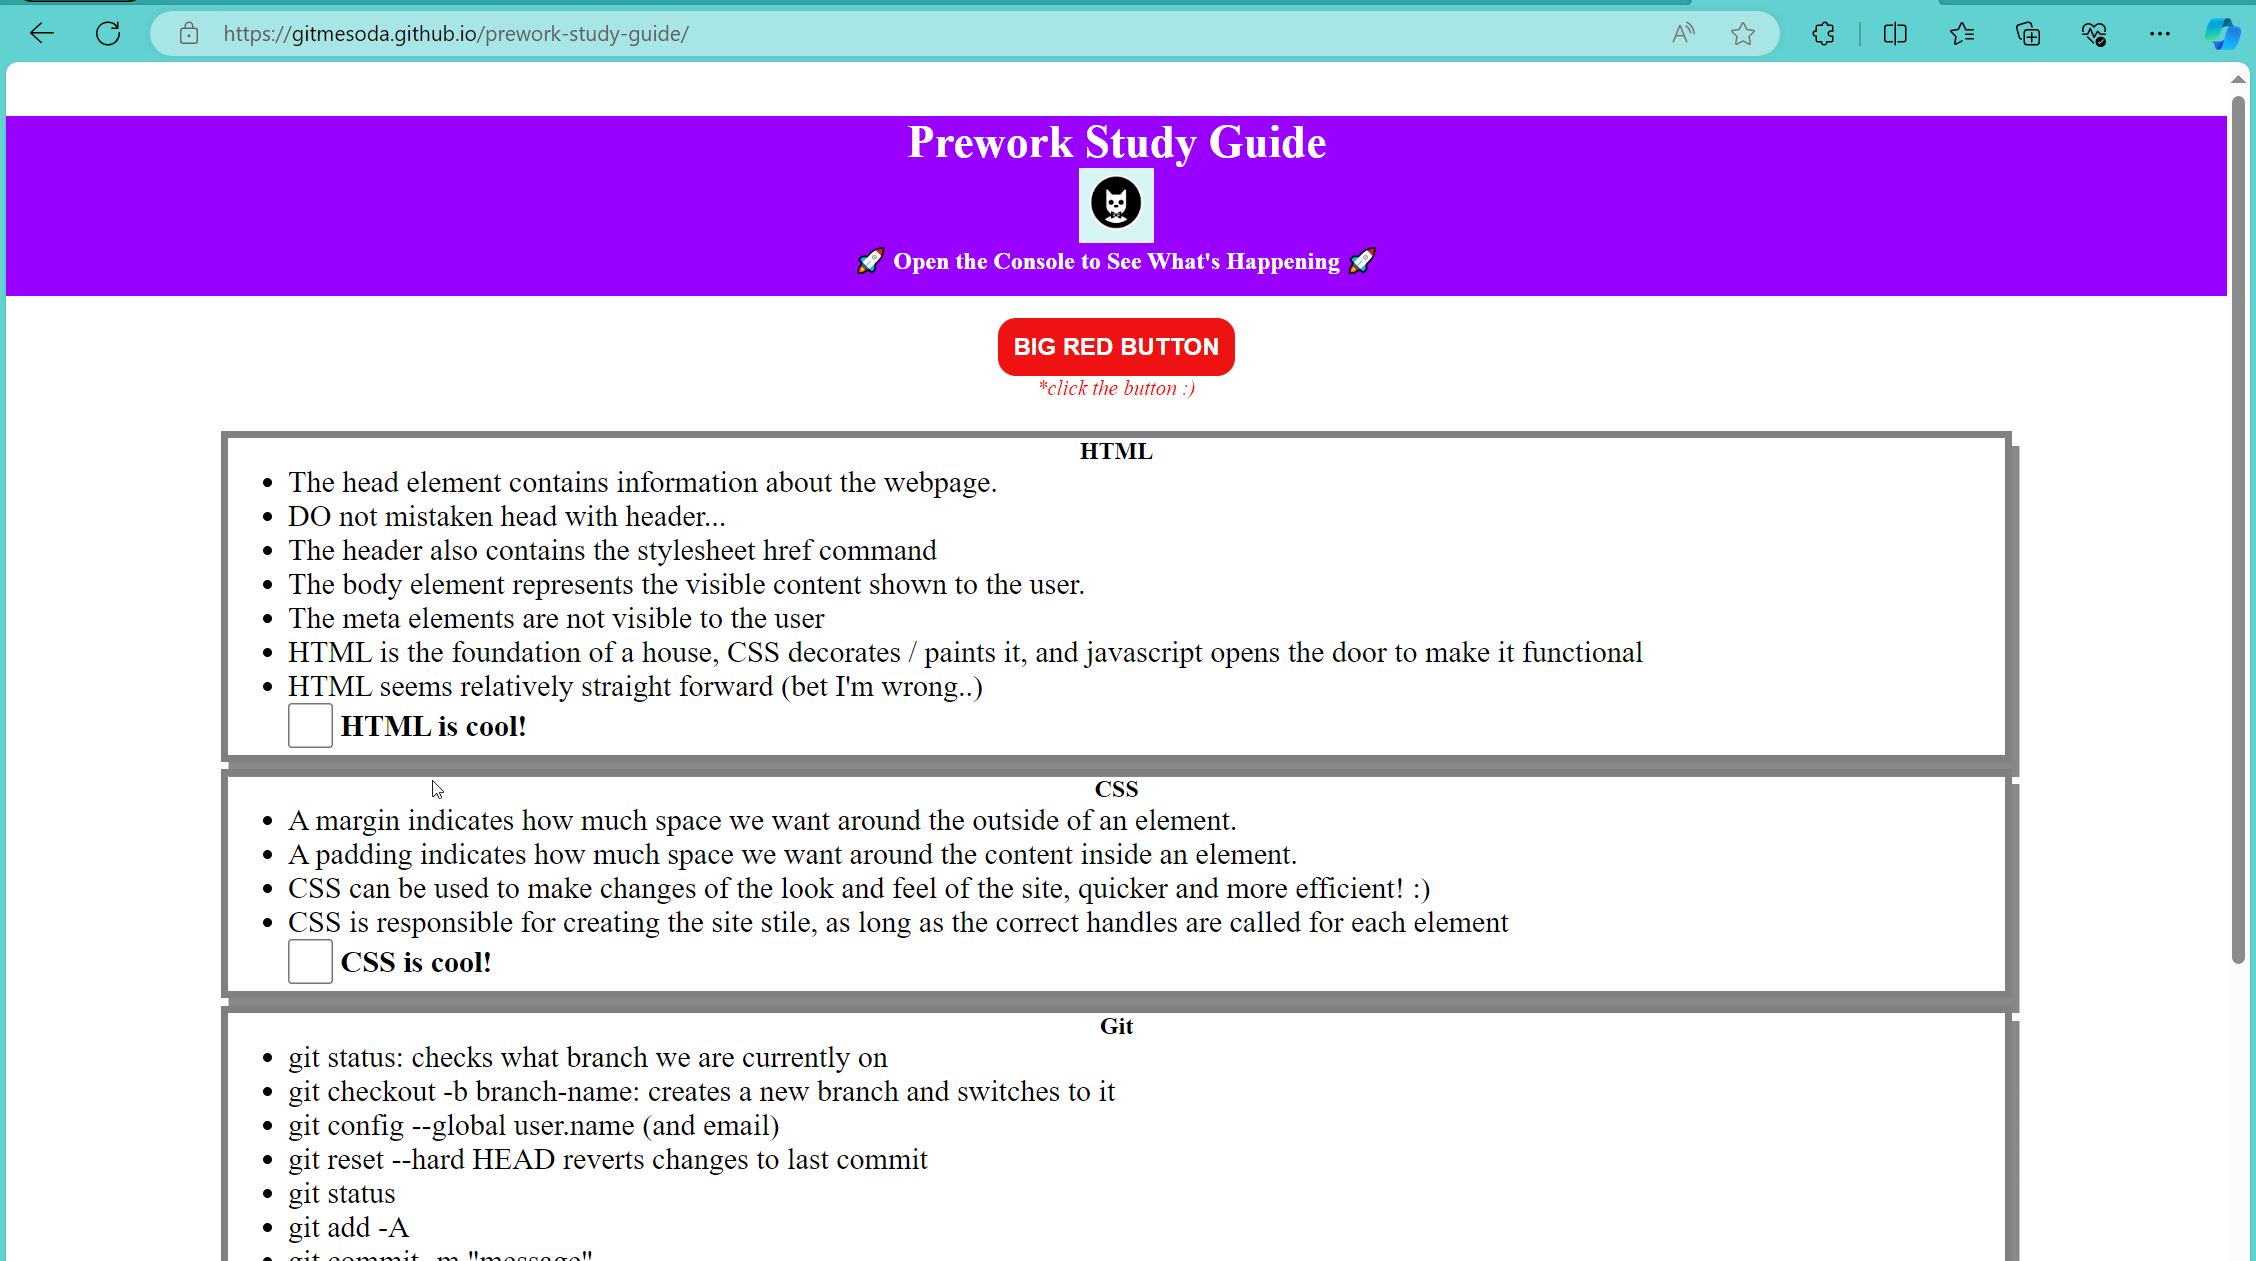 https://gitmesoda.github.io/prework-study-guide/
Prework Study Guide
🚀 Open the Console to See What's Happening 🚀
BIG RED BUTTON
*click the button :)
HTML
• The head element contains information about the webpage.
• DO not mistaken head with header...
• The header also contains the stylesheet href command
• The body element represents the visible content shown to the user.
• The meta elements are not visible to the user
• HTML is the foundation of a house, CSS decorates / paints it, and javascript opens the door to make it functional
• HTML seems relatively straight forward (bet I'm wrong..)
HTML is cool!
CSS
• A margin indicates how much space we want around the outside of an element.
• A padding indicates how much space we want around the content inside an element.
• CSS can be used to make changes of the look and feel of the site, quicker and more efficient! :)
• CSS is responsible for creating the site stile, as long as the correct handles are called for each element
CSS is cool!
Git
• git status: checks what branch we are currently on
• git checkout -b branch-name: creates a new branch and switches to it
• git config --global user.name (and email)
• git reset --hard HEAD reverts changes to last commit
• git status
• git add -A
• git commit -m "message"